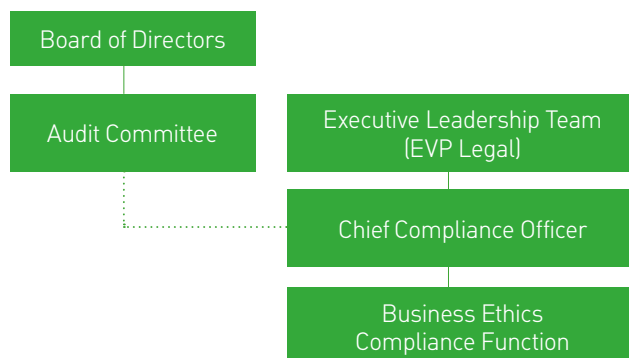 Board of Directors
Audit Committee
Executive Leadership Team
(EVP Legal)
Chief Compliance Officer
Business Ethics
Compliance Function